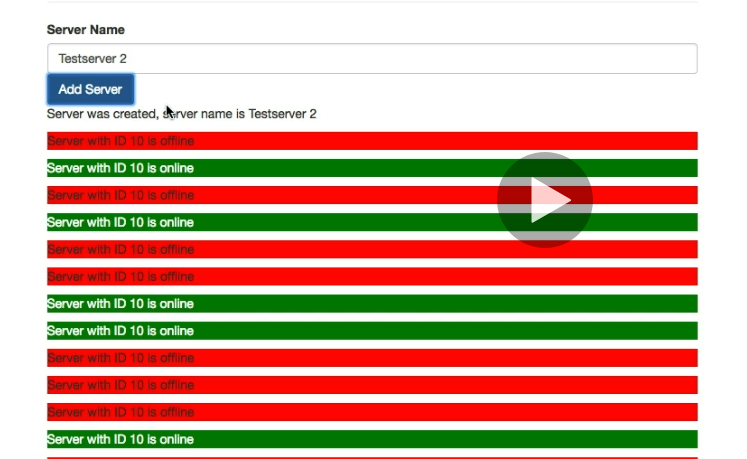 Server Name
Testserver 2
Add Server
Server was created, server name is Testserver 2
Server with ID 10 is offline
Server with ID 10 is online
Server with ID 10 is offline
Server with ID 10 is online
Server with ID 10 is offline
Server with ID 10 is offline
Server with ID 10 is online
Server with ID 10 is online
Server with ID 10 is offline
Server with ID 10 is offline
Server with ID 10 is offline
Server with ID 10 is online